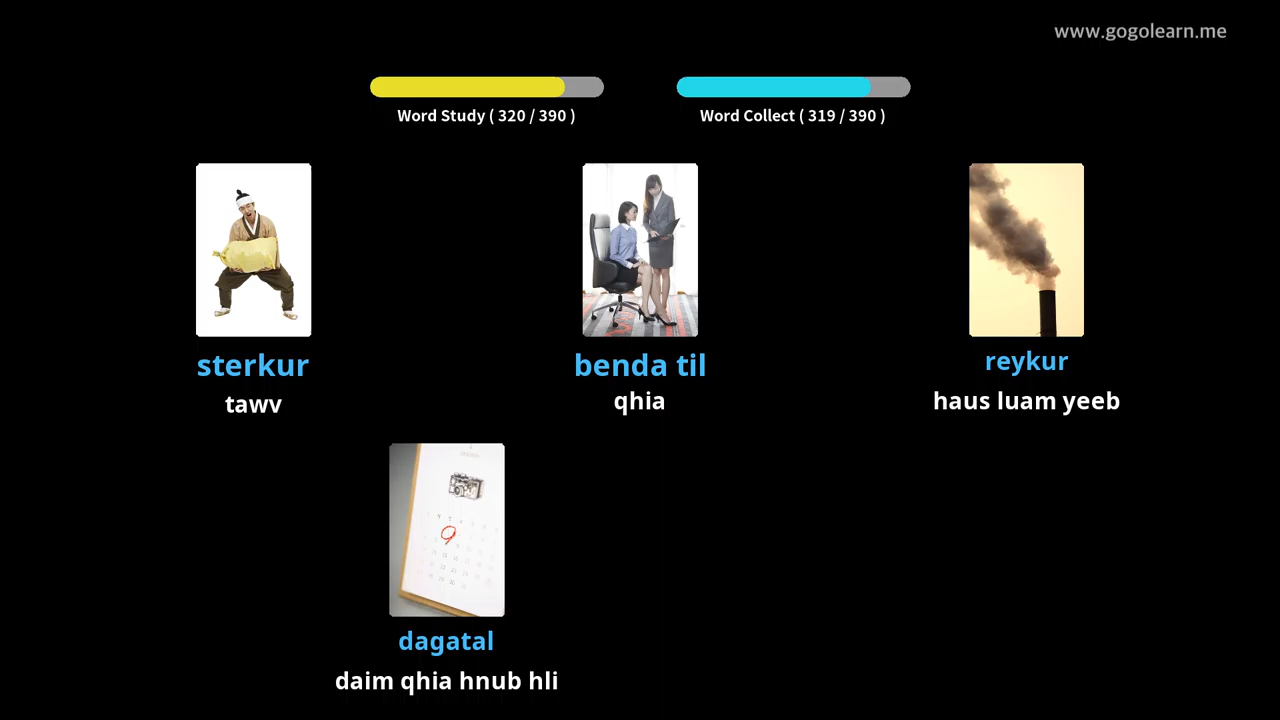 www.gogolearn.me
Word Study ( 320 / 390 )
Word Collect ( 319 / 390 )
sterkur
benda til
reykur
tawv
qhia
haus luam yeeb
dagatal
daim qhia hnub hli